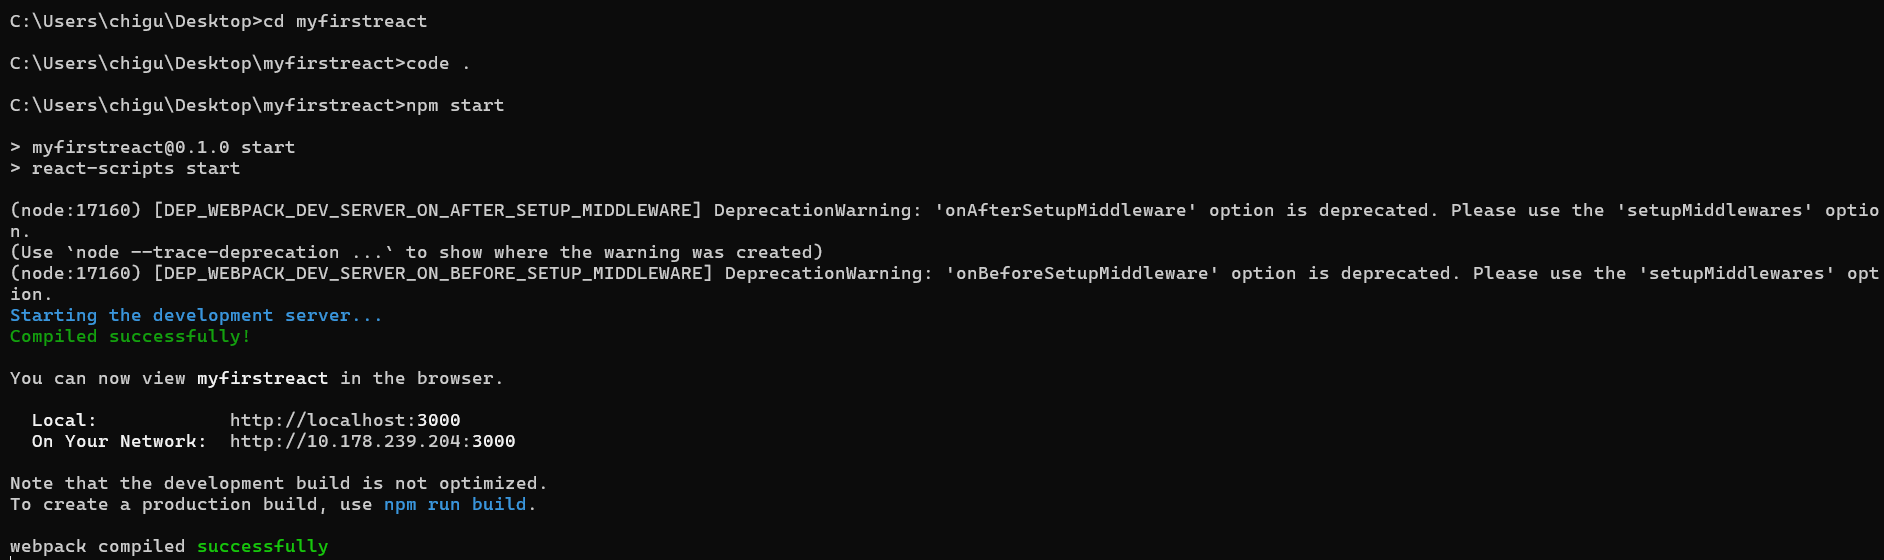 C:\Users\chigu\Desktop>cd myfirstreact
C:\Users\chigu\Desktop\myfirstreact>code .
C:\Users\chigu\Desktop\myfirstreact>npm start
> myfirstreact@0.1.0 start
> react-scripts start
(node:17160) [DEP_WEBPACK_DEV_SERVER_ON_AFTER_SETUP_MIDDLEWARE] DeprecationWarning: 'onAfterSetupMiddleware' option is deprecated. Please use the 'setupMiddlewares' optio
n.
(Use `node --trace-deprecation ...` to show where the warning was created)
(node:17160) [DEP_WEBPACK_DEV_SERVER_ON_BEFORE_SETUP_MIDDLEWARE] DeprecationWarning: 'onBeforeSetupMiddleware' option is deprecated. Please use the 'setupMiddlewares' opt
ion.
Starting the development server...
Compiled successfully!
You can now view myfirstreact in the browser.
Local:            http://localhost:3000
On Your Network:  http://10.178.239.204:3000
Note that the development build is not optimized.
To create a production build, use npm run build.
webpack compiled successfully